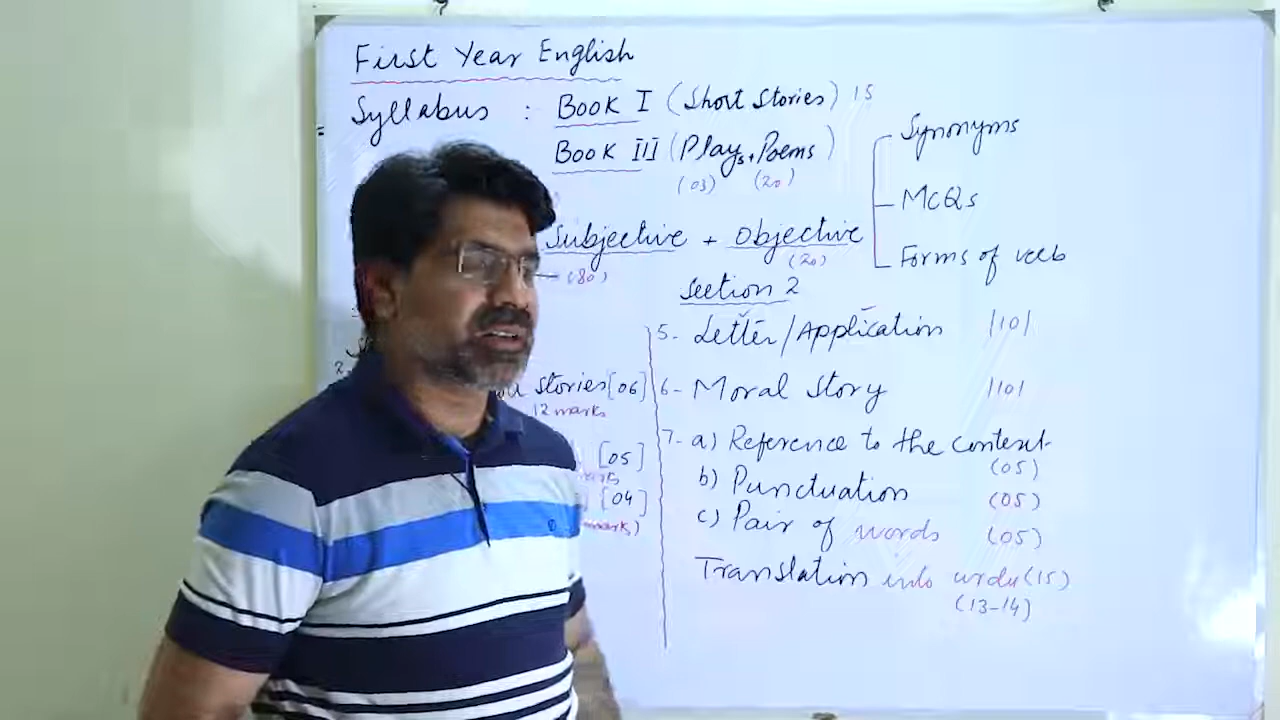 First Year English
Syllabus : Book I (Short Stories) 15
Book III (Plays + Poems)
(03) (20)
Subjective + Objective
(80) (20)
Synonyms
MCQs
Forms of verb
Section 2
5- Letter/Application /10/
6- Moral Story /10/
7- a) Reference to the context
(05)
b) Punctuation (05)
c) Pair of words (05)
Translation into urdu (15)
(13-14)
2
stories [06]
12 marks
[05]
[04]
marks)